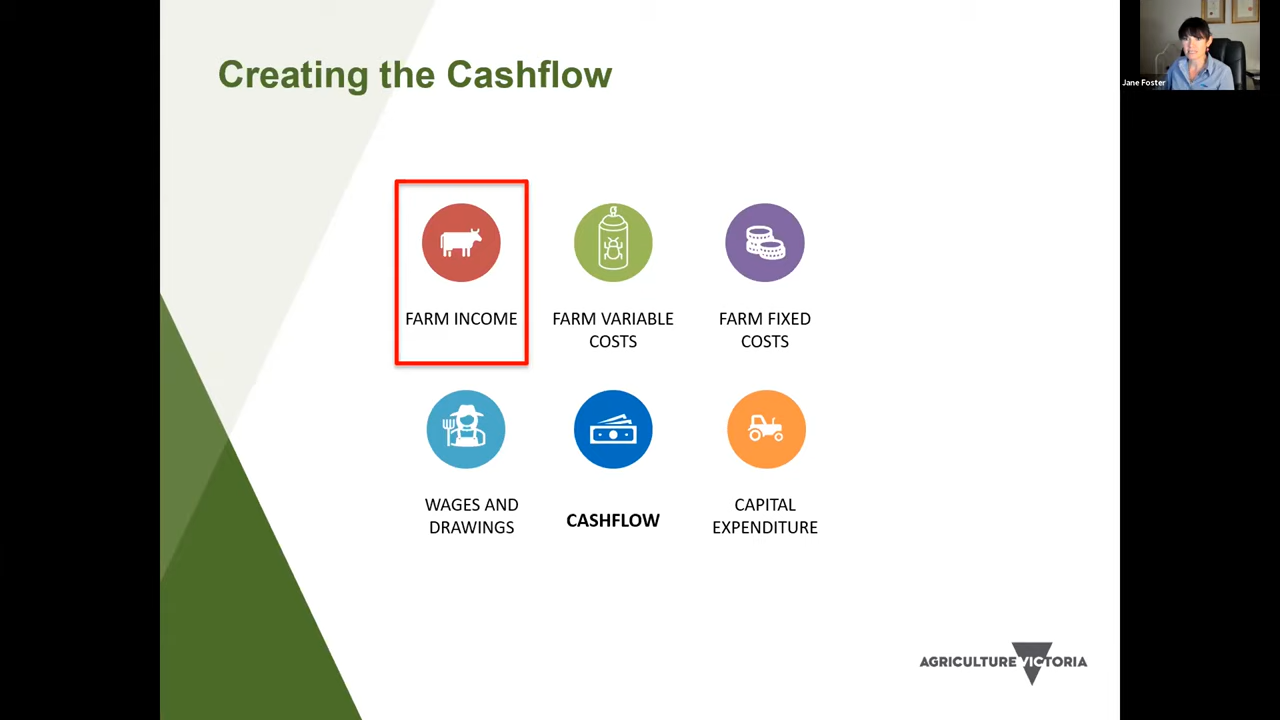 Creating the Cashflow
Jane Foster
FARM INCOME
FARM VARIABLE
COSTS
FARM FIXED
COSTS
WAGES AND
DRAWINGS
CASHFLOW
CAPITAL
EXPENDITURE
AGRICULTURE VICTORIA